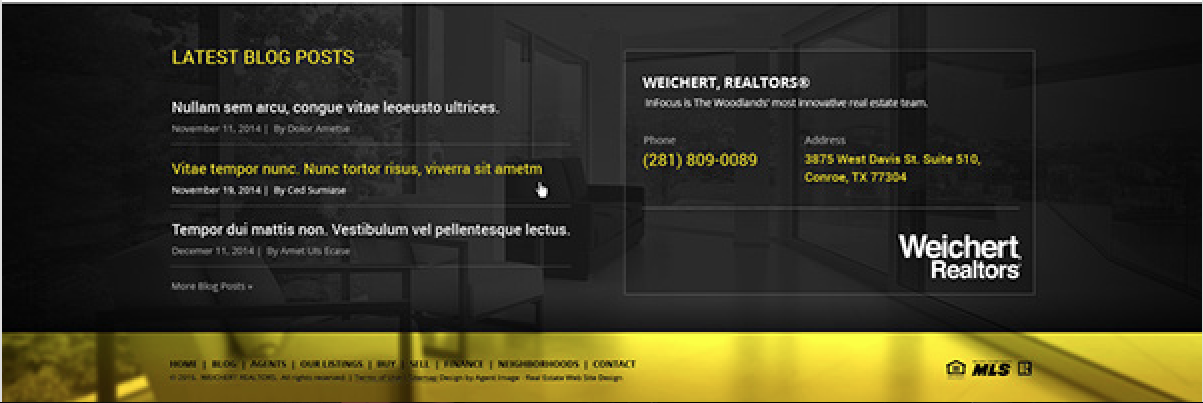 LATEST BLOG POSTS
Nullam sem arcu, congue vitae leoeusto ultrices.
November 11, 2014 | By Dolor Ametue
Vitae tempor nunc. Nunc tortor risus, viverra sit ametm
November 19, 2014 | By Ced Sumiase
Tempor dui mattis non. Vestibulum vel pellentesque lectus.
Decemer 11, 2014 | By Amet Uts Ecase
More Blog Posts »
WEICHERT, REALTORS®
InFocus is The Woodlands' most innovative real estate team.
Phone
(281) 809-0089
Address
3875 West Davis St. Suite 510,
Conroe, TX 77304
Weichert
Realtors
HOME | BLOG | AGENTS | OUR LISTINGS | BUY | SELL | FINANCE | NEIGHBORHOODS | CONTACT
© 2015. WEICHERT REALTORS. All rights reserved. | Terms of Use | Sitemap Design by Agent Image - Real Estate Web Site Design
MLS